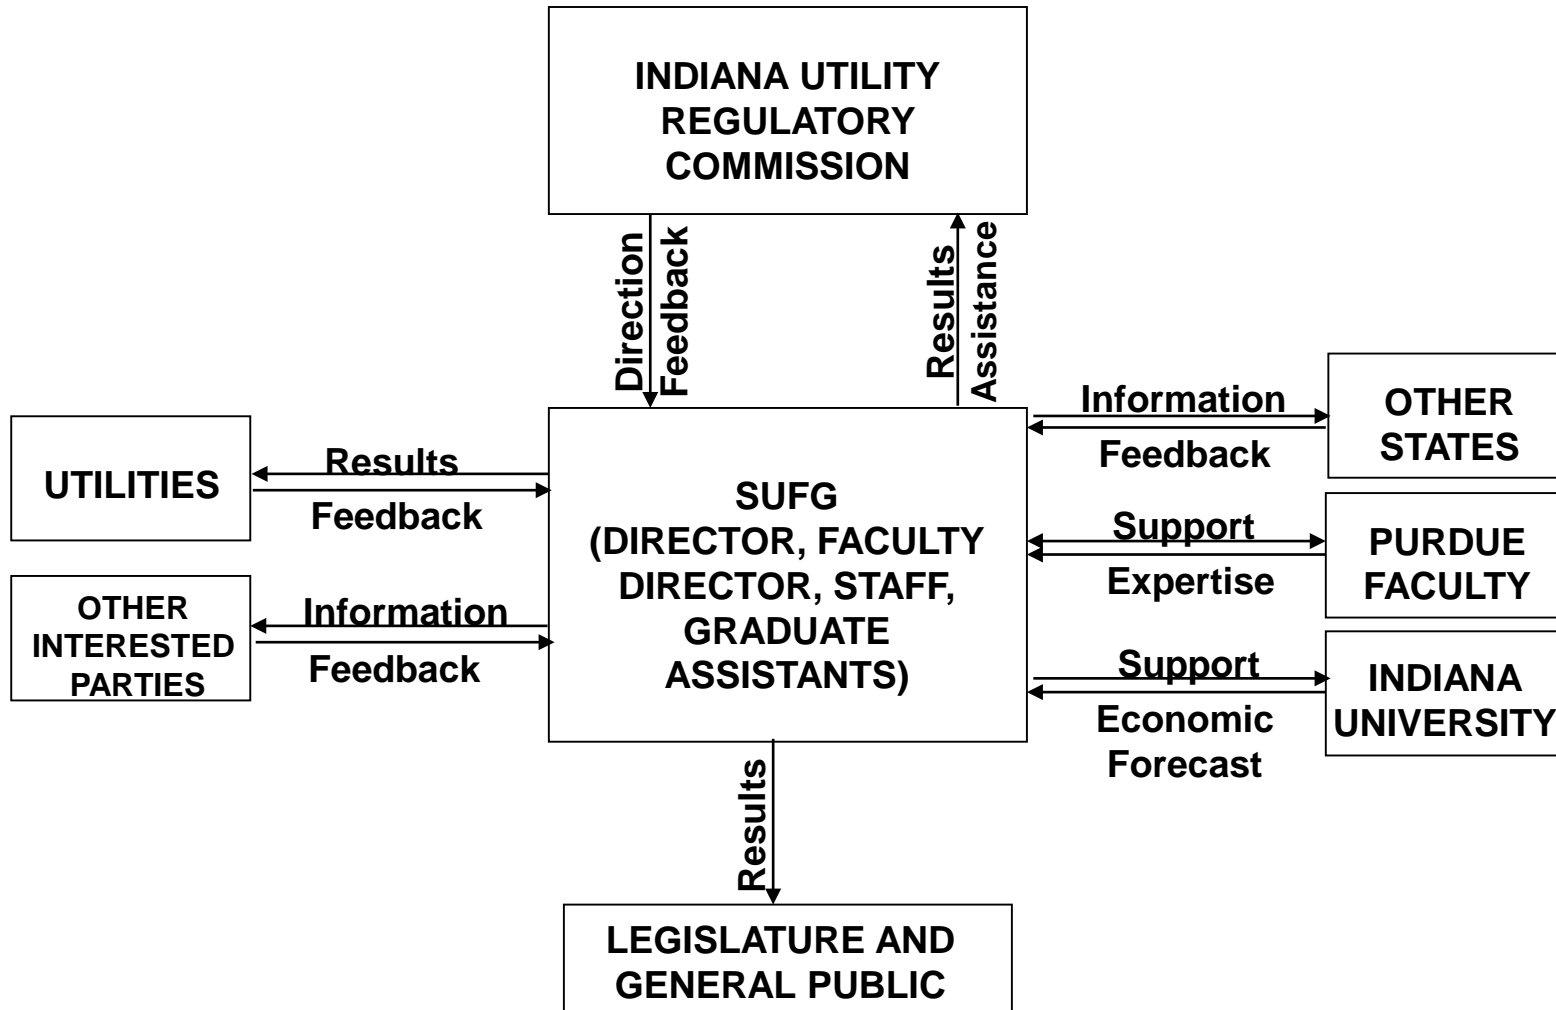 INDIANA UTILITY
REGULATORY
COMMISSION
Direction
Feedback
Results
Assistance
UTILITIES
Results
Feedback
OTHER
INTERESTED
PARTIES
Information
Feedback
SUFG
(DIRECTOR, FACULTY
DIRECTOR, STAFF,
GRADUATE
ASSISTANTS)
Information
Feedback
OTHER
STATES
Support
Expertise
PURDUE
FACULTY
Support
Economic
Forecast
INDIANA
UNIVERSITY
Results
LEGISLATURE AND
GENERAL PUBLIC